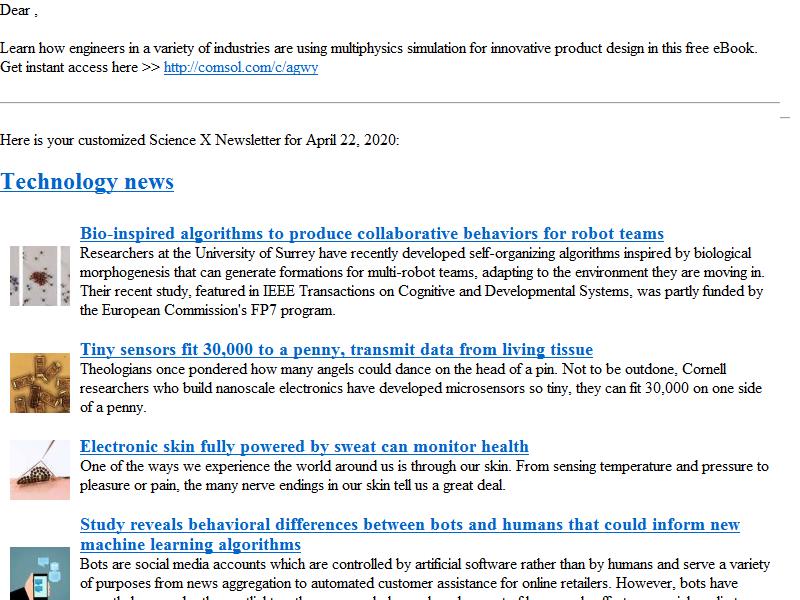 Dear ,
Learn how engineers in a variety of industries are using multiphysics simulation for innovative product design in this free eBook.
Get instant access here >> http://comsol.com/c/agwy
Here is your customized Science X Newsletter for April 22, 2020:
Technology news
Bio-inspired algorithms to produce collaborative behaviors for robot teams
Researchers at the University of Surrey have recently developed self-organizing algorithms inspired by biological
morphogenesis that can generate formations for multi-robot teams, adapting to the environment they are moving in.
Their recent study, featured in IEEE Transactions on Cognitive and Developmental Systems, was partly funded by
the European Commission's FP7 program.
Tiny sensors fit 30,000 to a penny, transmit data from living tissue
Theologians once pondered how many angels could dance on the head of a pin. Not to be outdone, Cornell
researchers who build nanoscale electronics have developed microsensors so tiny, they can fit 30,000 on one side
of a penny.
Electronic skin fully powered by sweat can monitor health
One of the ways we experience the world around us is through our skin. From sensing temperature and pressure to
pleasure or pain, the many nerve endings in our skin tell us a great deal.
Study reveals behavioral differences between bots and humans that could inform new
machine learning algorithms
Bots are social media accounts which are controlled by artificial software rather than by humans and serve a variety
of purposes from news aggregation to automated customer assistance for online retailers. However, bots have